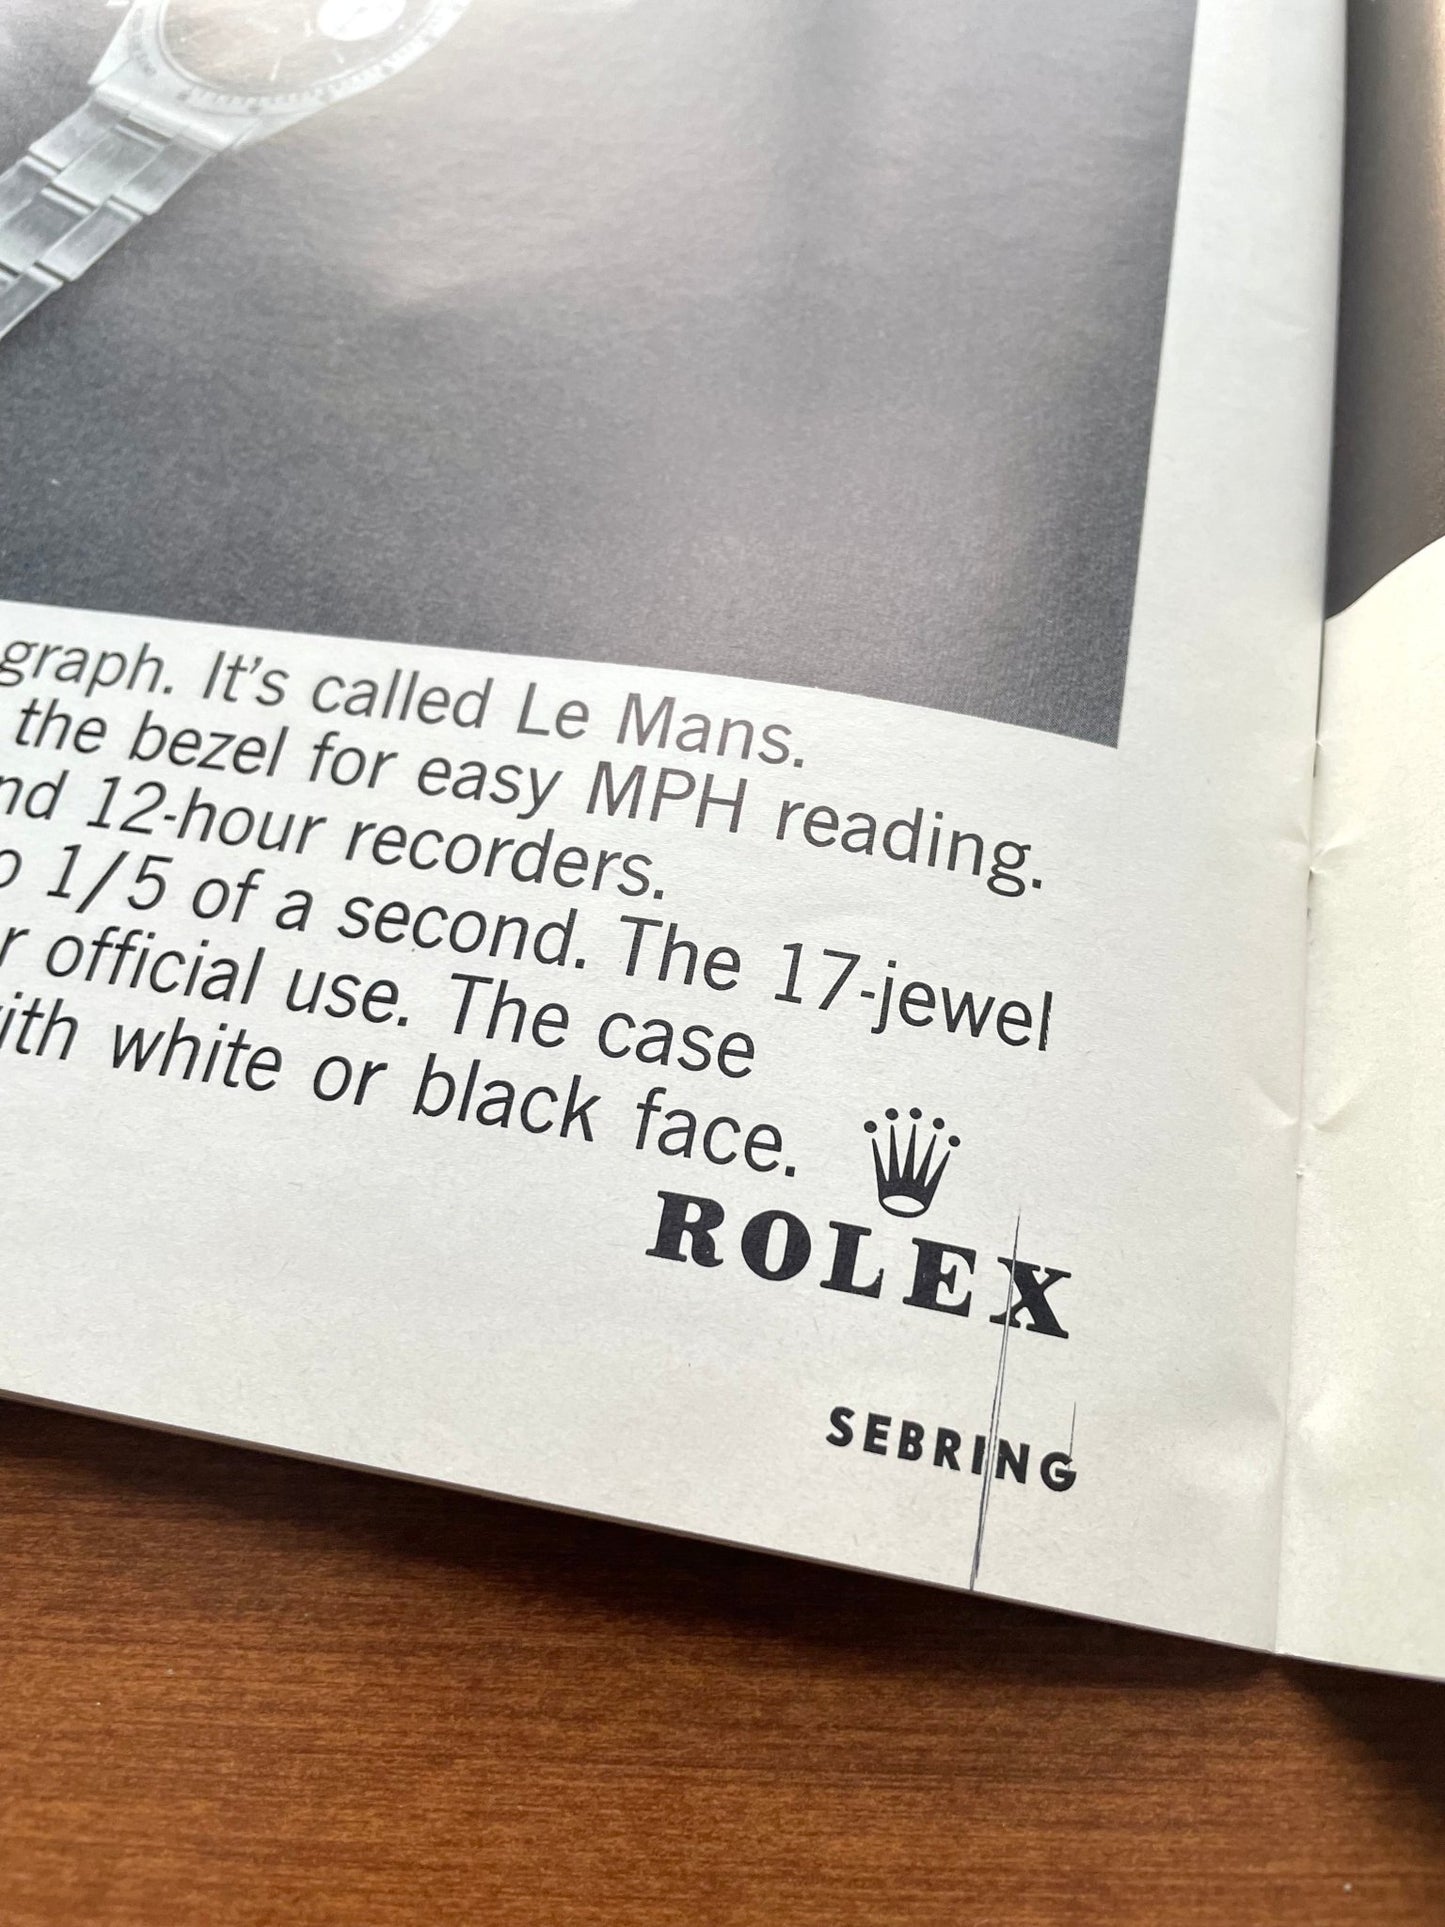 graph. It's called Le Mans.
the bezel for easy MPH reading.
nd 12-hour recorders.
1/5 of a second. The 17-jewel
r official use. The case
ith white or black face.
ROLEX
SEBRING